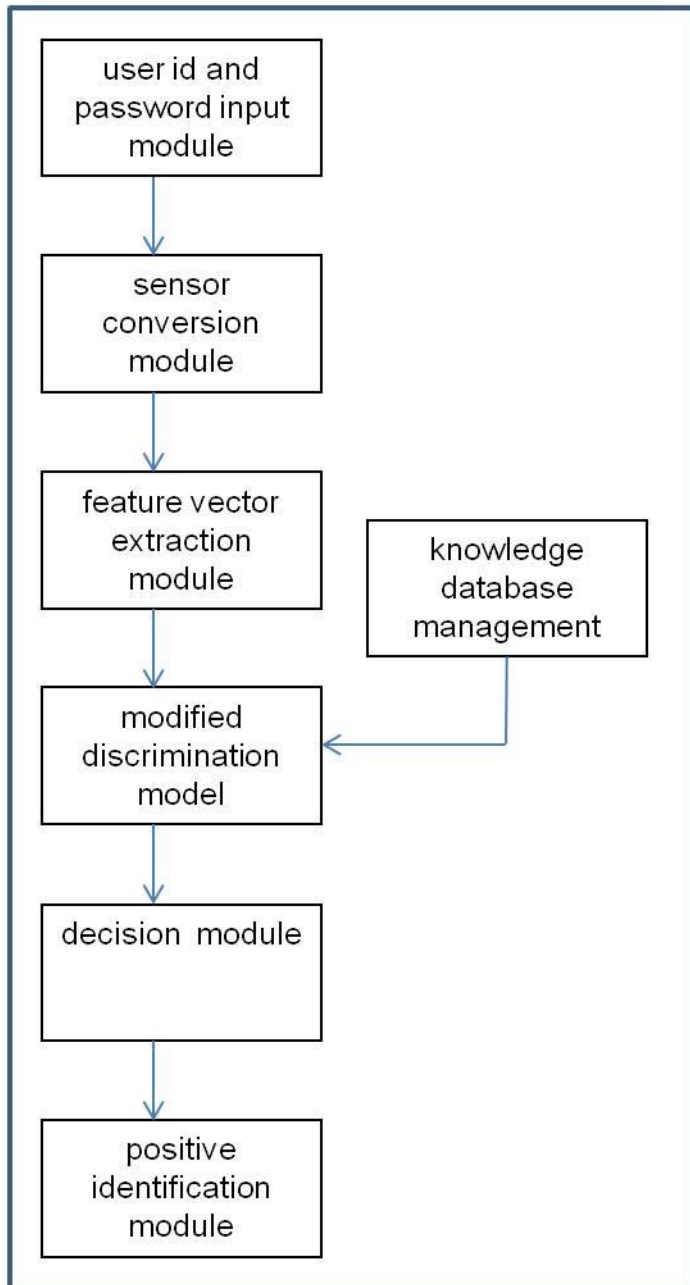 user id and
password input
module
sensor
conversion
module
feature vector
extraction
module
knowledge
database
management
modified
discrimination
model
decision module
positive
identification
module